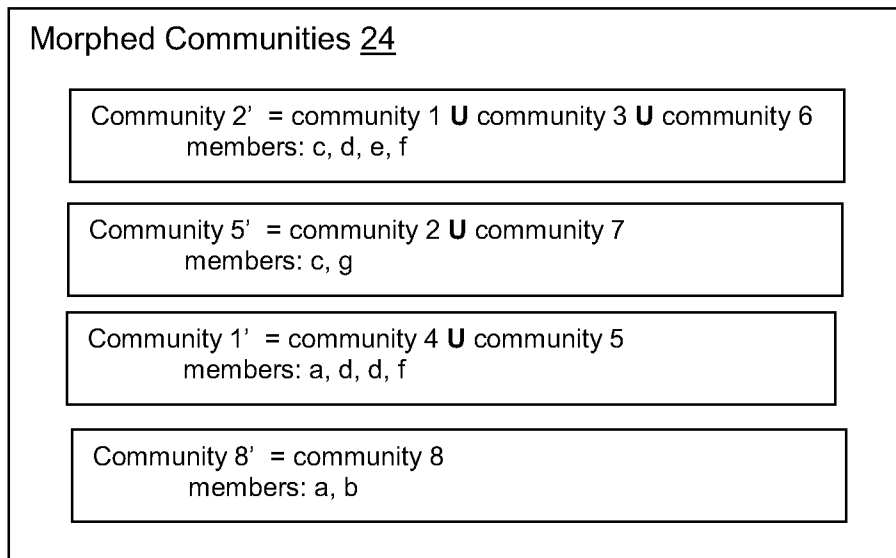 Morphed Communities 24
Community 2’ = community 1 U community 3 U community 6
members: c, d, e, f
Community 5’ = community 2 U community 7
members: c, g
Community 1’ = community 4 U community 5
members: a, d, d, f
Community 8’ = community 8
members: a, b